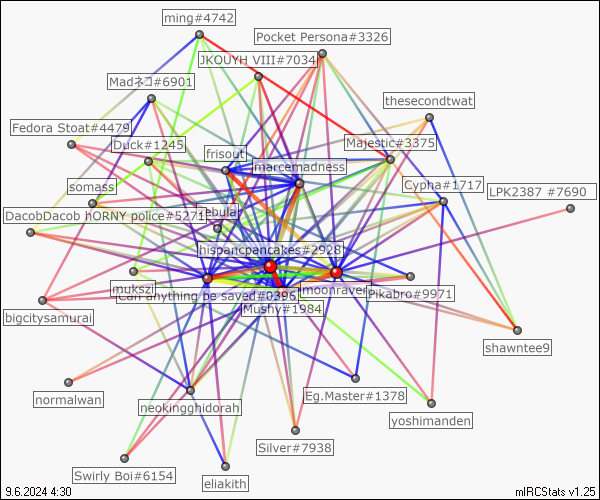 ming#4742
Pocket Persona#3326
JKOUYH VIII#7034
Madネコ#6901
thesecondtwat
Fedora Stoat#4479
Duck#1245
Majestic#3375
frisout
marcemadness
somass
Cypha#1717
LPK2387 #7690
DacobDacob hORNY police#5271
ebular
hispancpancakes#2928
mukszi
Can anything be saved#0396
moonraven
Pikabro#9971
Mushy#1984
bigcitysamurai
shawntee9
normalwan
neokingghidorah
Eg.Master#1378
yoshimanden
Silver#7938
Swirly Boi#6154
eliakith
9.6.2024 4:30
mIRCStats v1.25